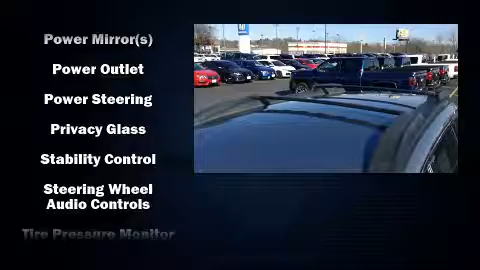 Power Mirror(s)
Power Outlet
Power Steering
Privacy Glass
Stability Control
Steering Wheel
Audio Controls
Tire Pressure Monitor